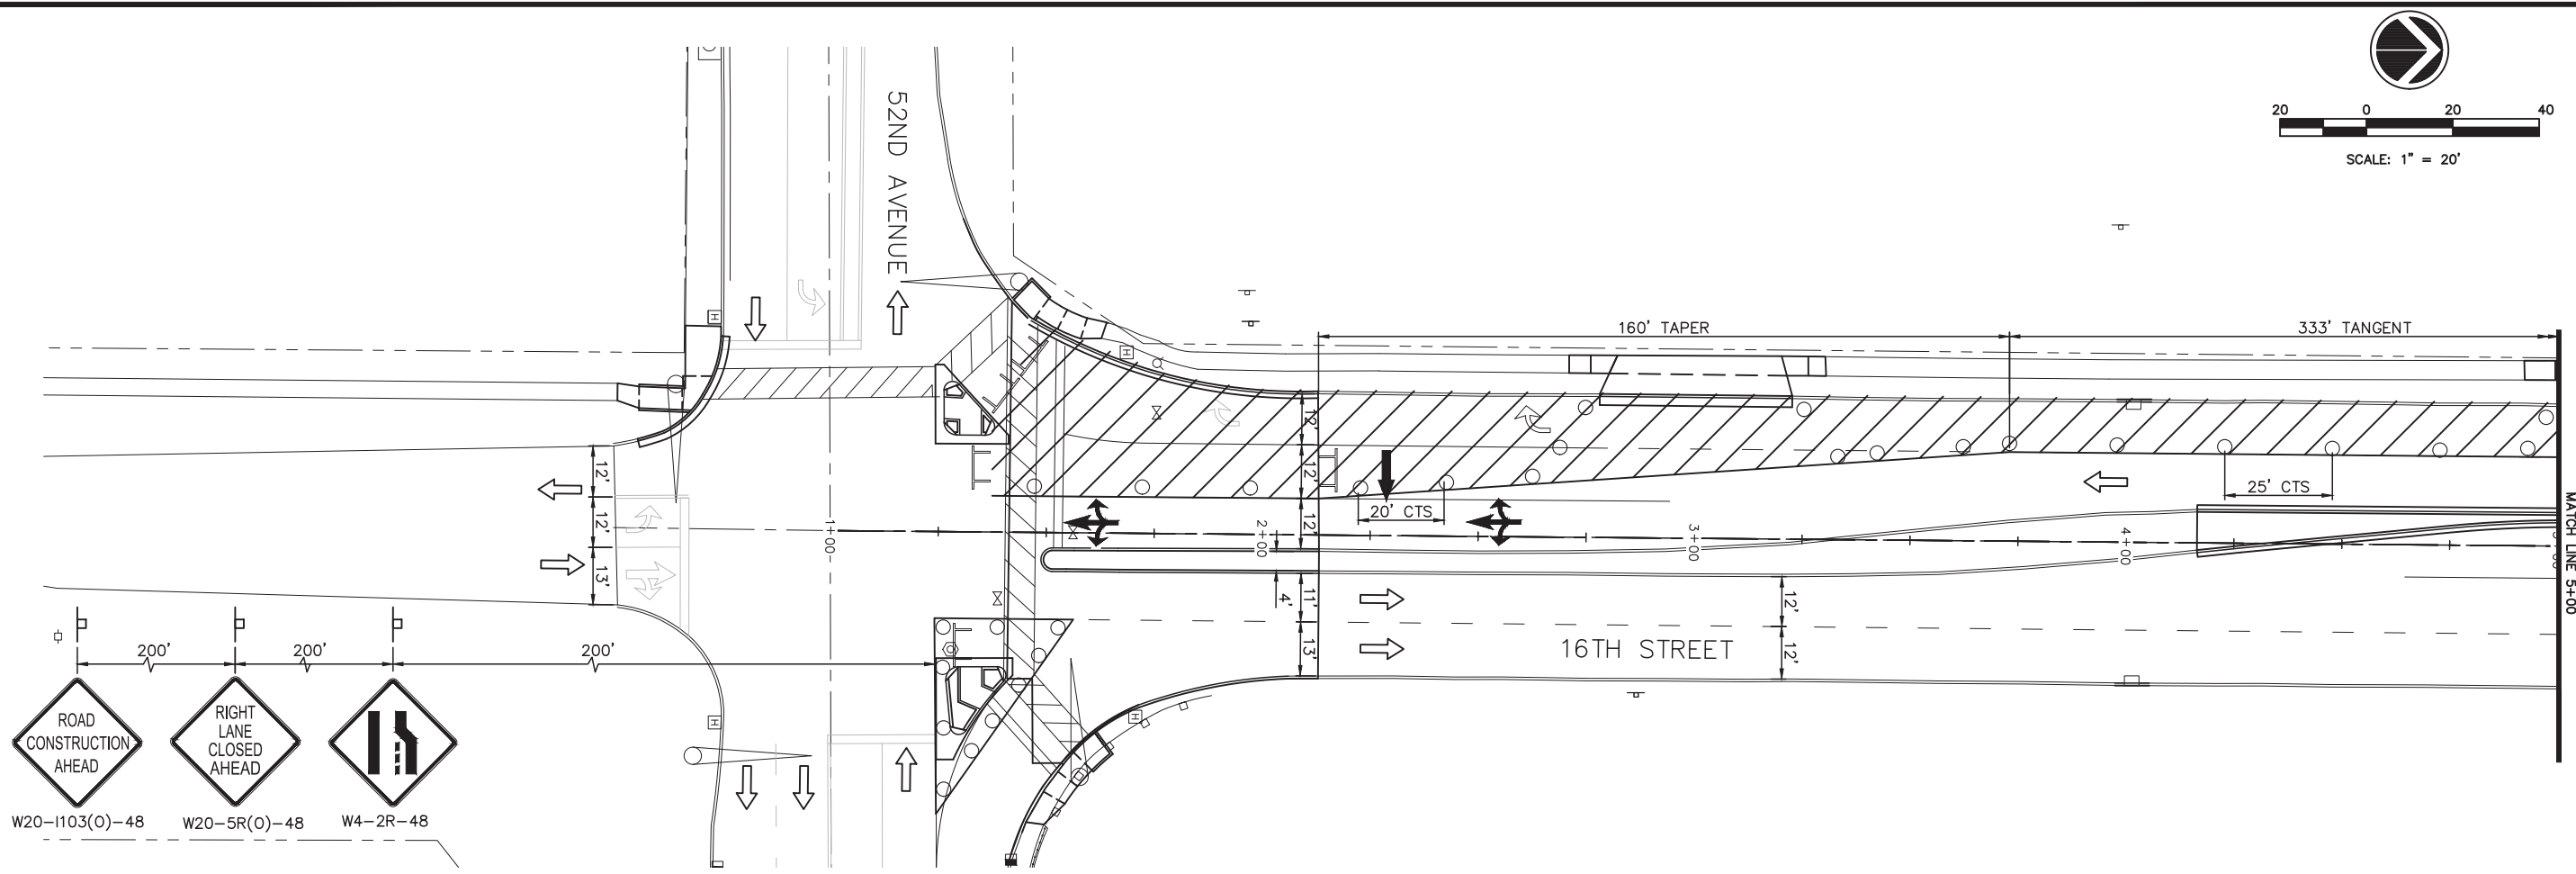 20 0 20 40
SCALE: 1" = 20'
52ND AVENUE
160' TAPER
333' TANGENT
12'
12'
12'
4'
11'
13'
12'
12'
13'
12'
12'
20' CTS
25' CTS
1+00
2+00
3+00
4+00
MATCH LINE 5+00
16TH STREET
H
H
H
H
200' 200' 200'
ROAD
CONSTRUCTION
AHEAD
W20-I103(O)-48
RIGHT
LANE
CLOSED
AHEAD
W20-5R(O)-48
W4-2R-48